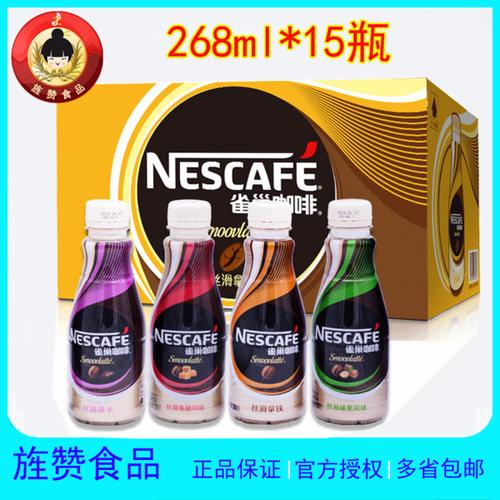 268ml*15瓶
旌赞食品
NESCAFÉ
雀巢咖啡
Smoovlatté
丝滑拿
NESCAFÉ
雀巢咖啡
Smoovlatté
丝滑摩卡
NESCAFÉ
雀巢咖啡
Smoovlatté
丝滑焦糖风味
NESCAFÉ
雀巢咖啡
Smoovlatté
丝滑拿铁
NESCAFÉ
雀巢咖啡
Smoovlatté
丝滑榛果风味
旌赞食品
正品保证|官方授权|多省包邮